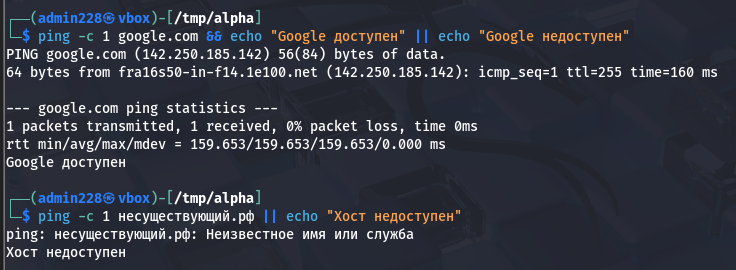 ┌──(admin228㉿vbox)-[/tmp/alpha]
└─$ ping -c 1 google.com && echo "Google доступен" || echo "Google недоступен"
PING google.com (142.250.185.142) 56(84) bytes of data.
64 bytes from fra16s50-in-f14.1e100.net (142.250.185.142): icmp_seq=1 ttl=255 time=160 ms

--- google.com ping statistics ---
1 packets transmitted, 1 received, 0% packet loss, time 0ms
rtt min/avg/max/mdev = 159.653/159.653/159.653/0.000 ms
Google доступен

┌──(admin228㉿vbox)-[/tmp/alpha]
└─$ ping -c 1 несуществующий.рф || echo "Хост недоступен"
ping: несуществующий.рф: Неизвестное имя или служба
Хост недоступен